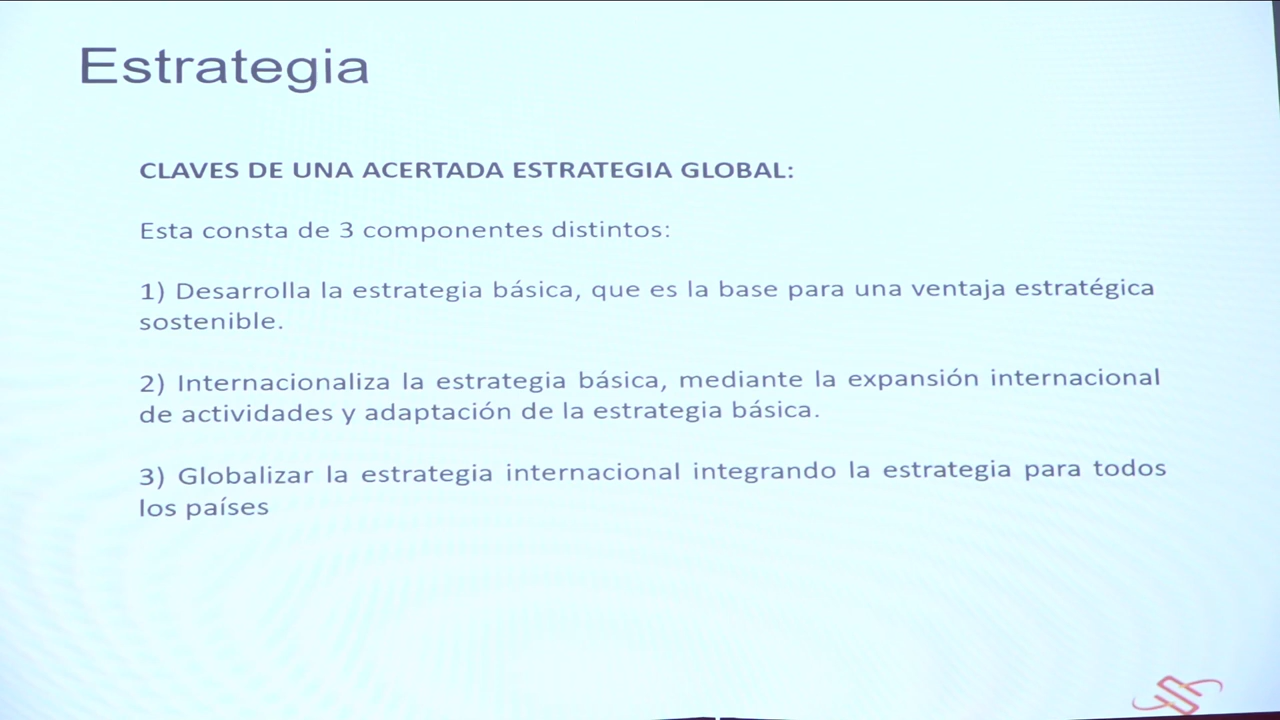 Estrategia
CLAVES DE UNA ACERTADA ESTRATEGIA GLOBAL:
Esta consta de 3 componentes distintos:
1) Desarrolla la estrategia básica, que es la base para una ventaja estratégica
sostenible.
2) Internacionaliza la estrategia básica, mediante la expansión internacional
de actividades y adaptación de la estrategia básica.
3) Globalizar la estrategia internacional integrando la estrategia para todos
los países